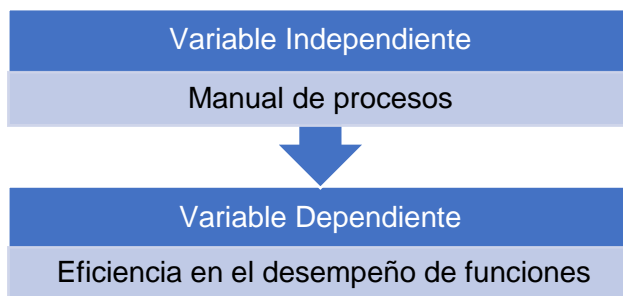 Variable Independiente
Manual de procesos
Variable Dependiente
Eficiencia en el desempeño de funciones